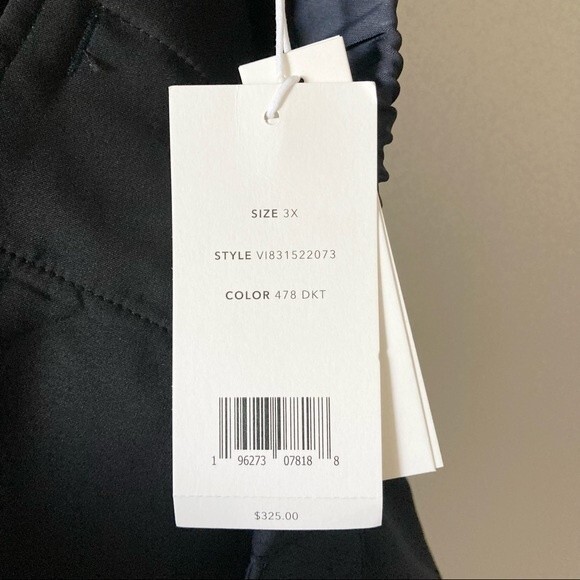 SIZE 3X
STYLE VI831522073
COLOR 478 DKT
1 96273 07818 8
$325.00